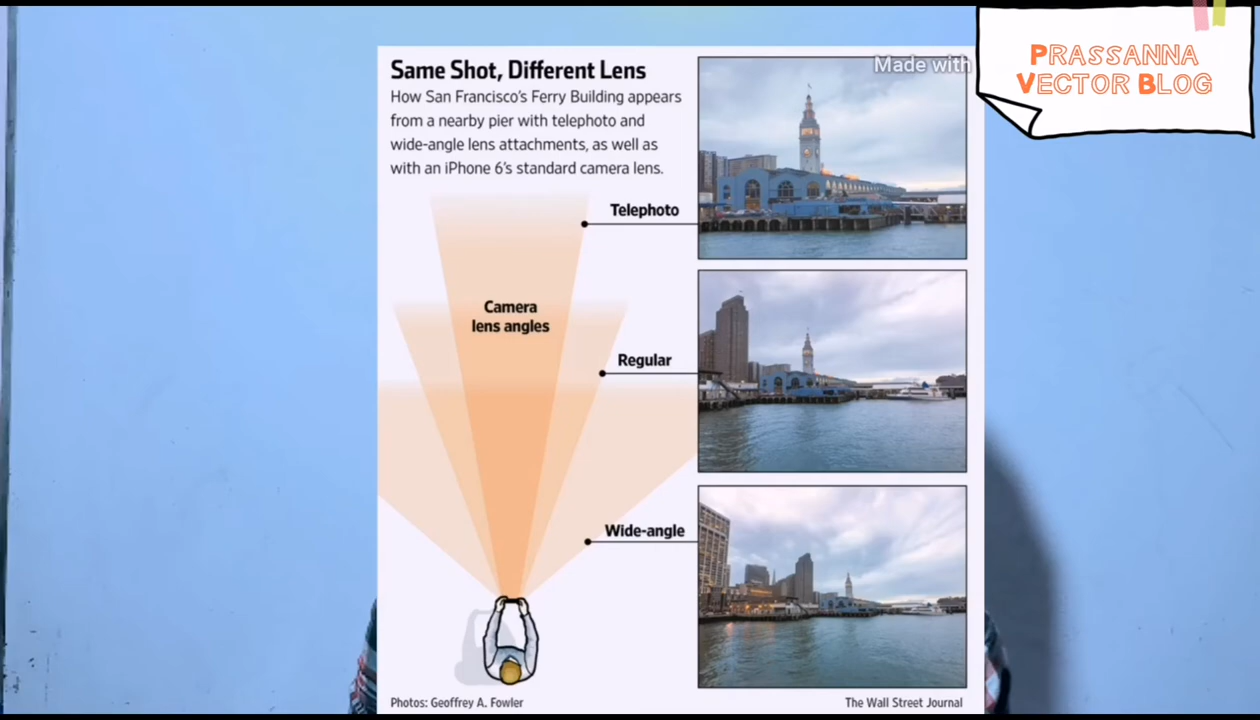 Same Shot, Different Lens
How San Francisco's Ferry Building appears
from a nearby pier with telephoto and
wide-angle lens attachments, as well as
with an iPhone 6's standard camera lens.
Made with
PRASSANNA
VECTOR BLOG
Telephoto
Camera
lens angles
Regular
Wide-angle
Photos: Geoffrey A. Fowler
The Wall Street Journal